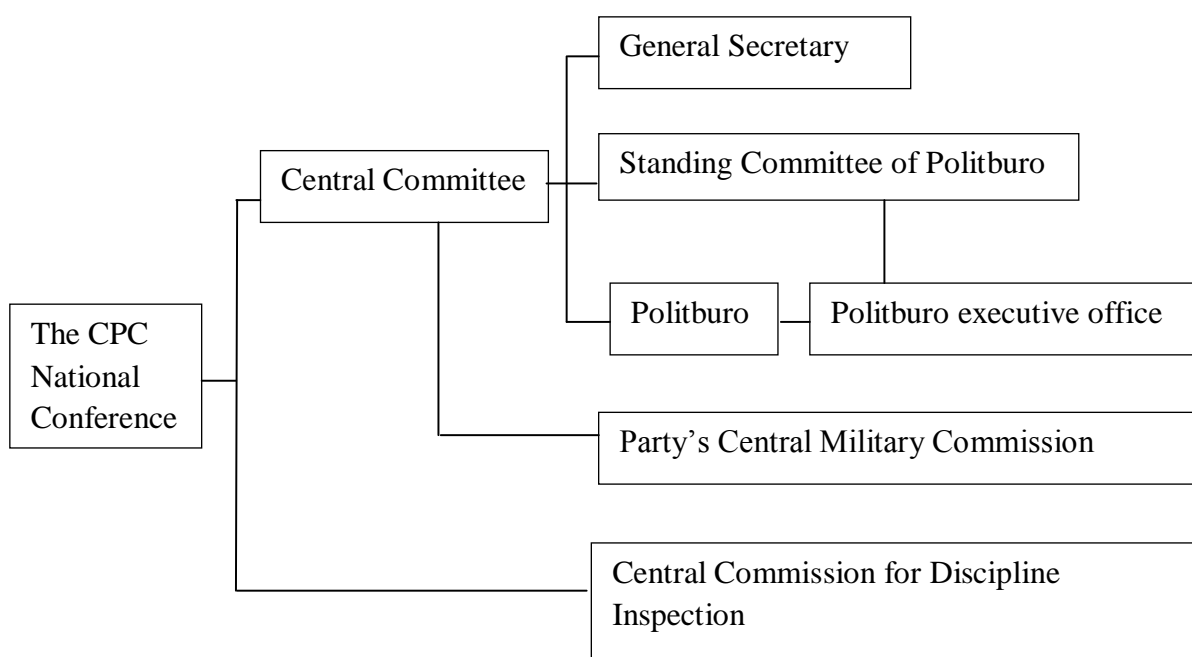 General Secretary
Standing Committee of Politburo
Central Committee
Politburo
Politburo executive office
The CPC
National
Conference
Party’s Central Military Commission
Central Commission for Discipline
Inspection